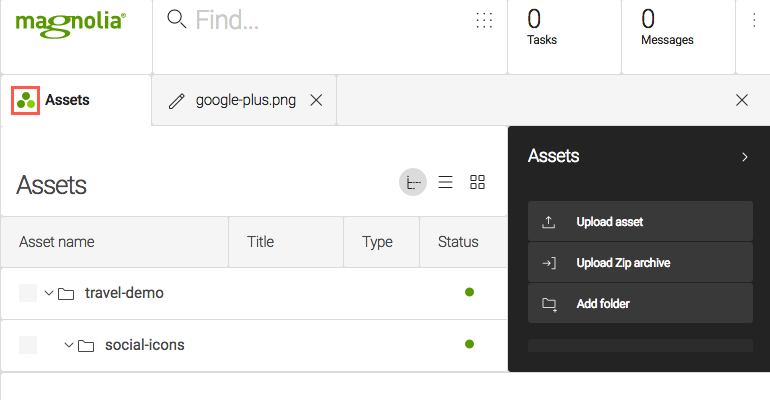 magnolia®
Find...
0
Tasks
0
Messages
Assets
google-plus.png
Assets
Asset name
Title
Type
Status
travel-demo
social-icons
Assets
Upload asset
Upload Zip archive
Add folder